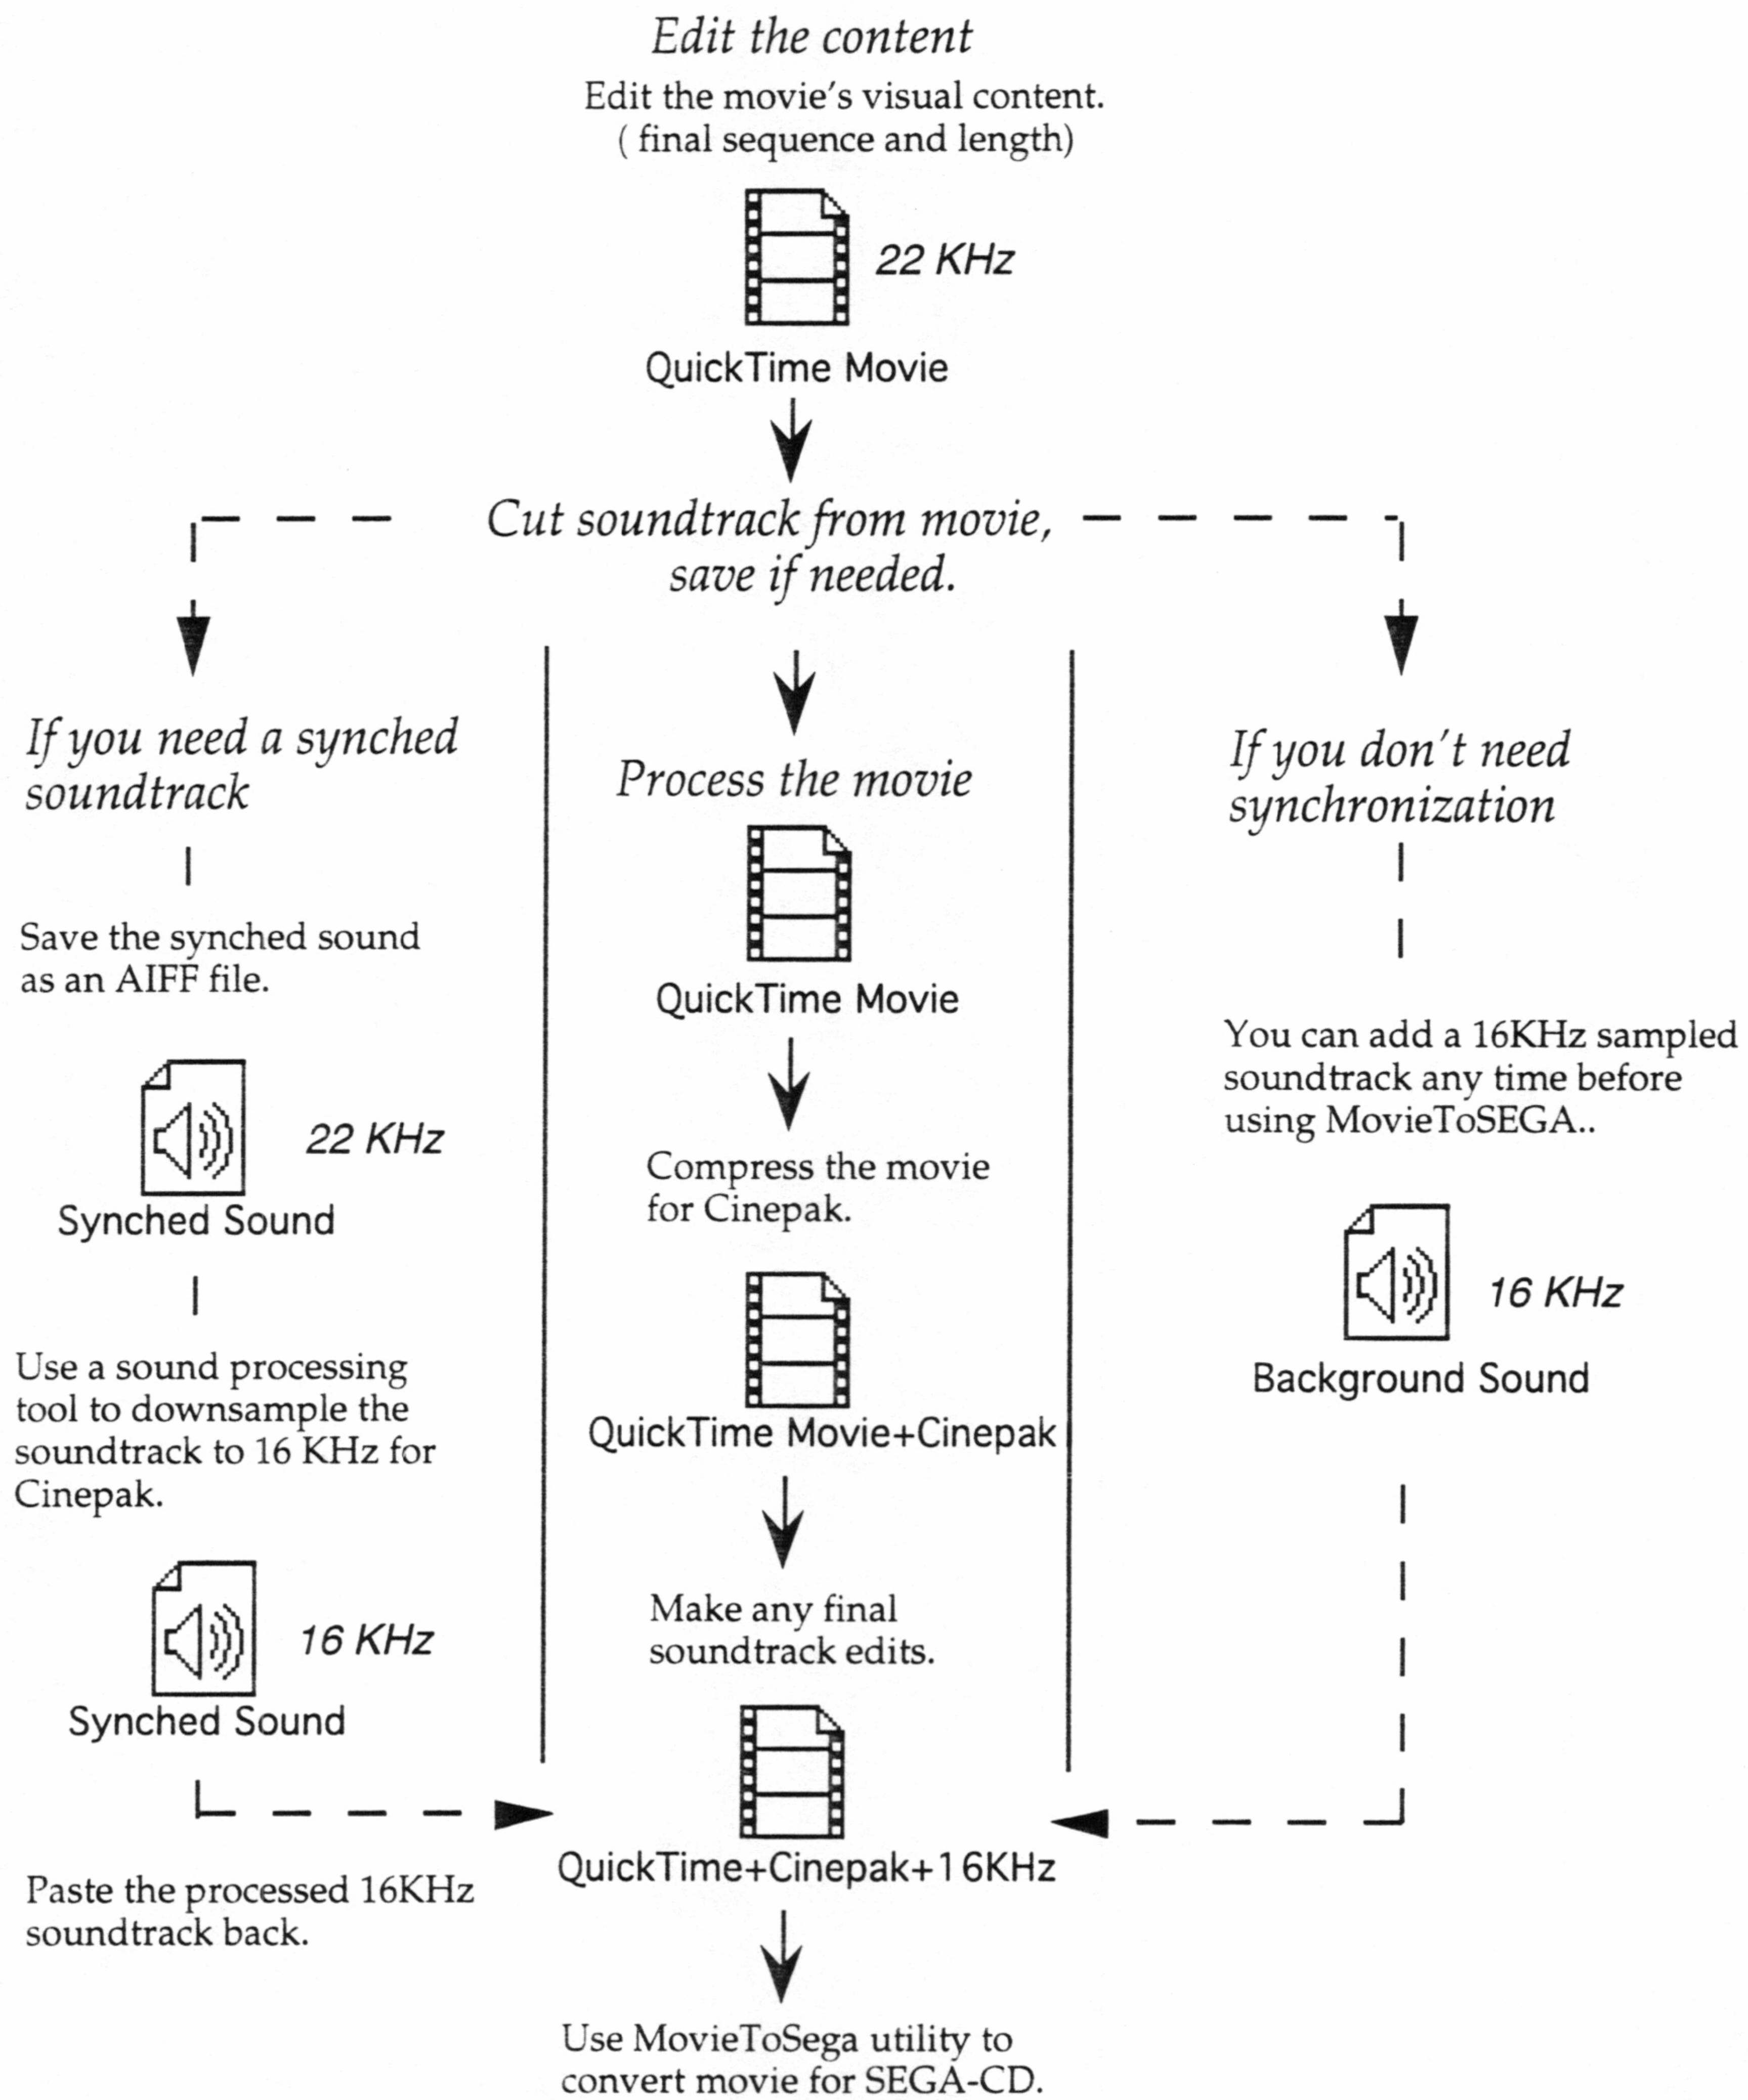 Edit the content
Edit the movie's visual content.
( final sequence and length)
22 KHz
QuickTime Movie
Cut soundtrack from movie,
save if needed.
If you need a synched
soundtrack
Save the synched sound
as an AIFF file.
22 KHz
Synched Sound
Use a sound processing
tool to downsample the
soundtrack to 16 KHz for
Cinepak.
16 KHz
Synched Sound
Paste the processed 16KHz
soundtrack back.
Process the movie
QuickTime Movie
Compress the movie
for Cinepak.
QuickTime Movie+Cinepak
Make any final
soundtrack edits.
QuickTime+Cinepak+16KHz
If you don't need
synchronization
You can add a 16KHz sampled
soundtrack any time before
using MovieToSEGA..
16 KHz
Background Sound
Use MovieToSega utility to
convert movie for SEGA-CD.